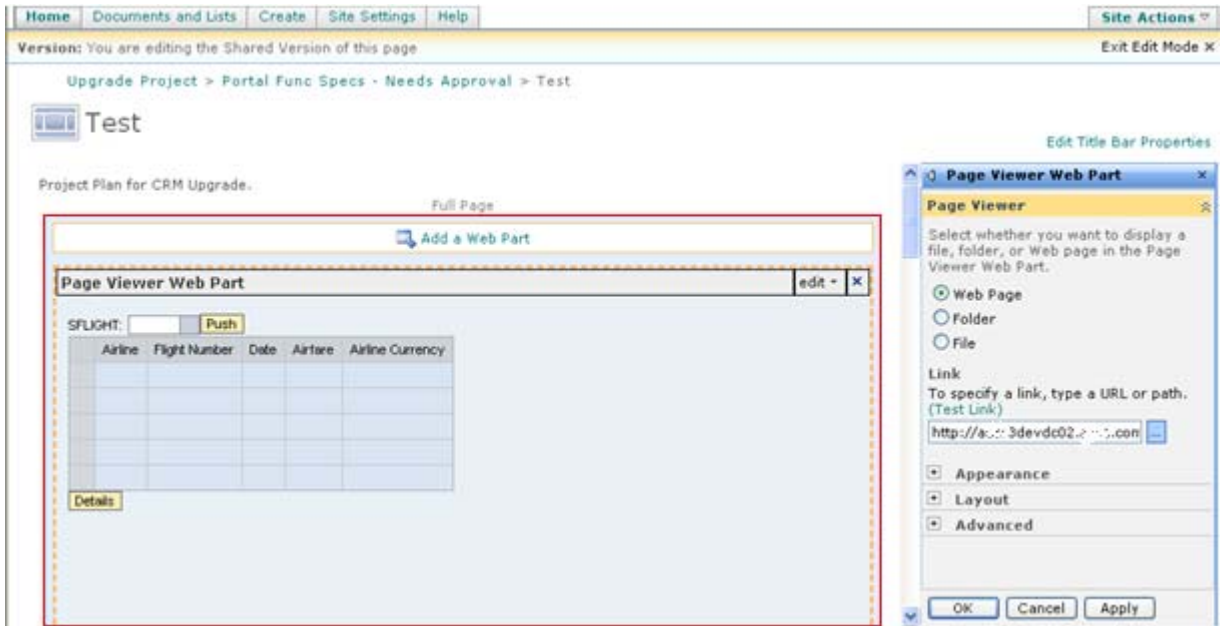 Home Documents and Lists Create Site Settings Help Site Actions
Version: You are editing the Shared Version of this page Exit Edit Mode ×
Upgrade Project > Portal Func Specs - Needs Approval > Test
Test
Edit Title Bar Properties
Project Plan for CRM Upgrade.
Full Page
Add a Web Part
Page Viewer Web Part edit ×
SFLIGHT: Push
Airline Flight Number Date Airfare Airline Currency
Details
Page Viewer Web Part ×
Page Viewer
Select whether you want to display a
file, folder, or Web page in the Page
Viewer Web Part.
Web Page
Folder
File
Link
To specify a link, type a URL or path.
(Test Link)
http://a 3devdc02. .com ...
+ Appearance
+ Layout
+ Advanced
OK Cancel Apply